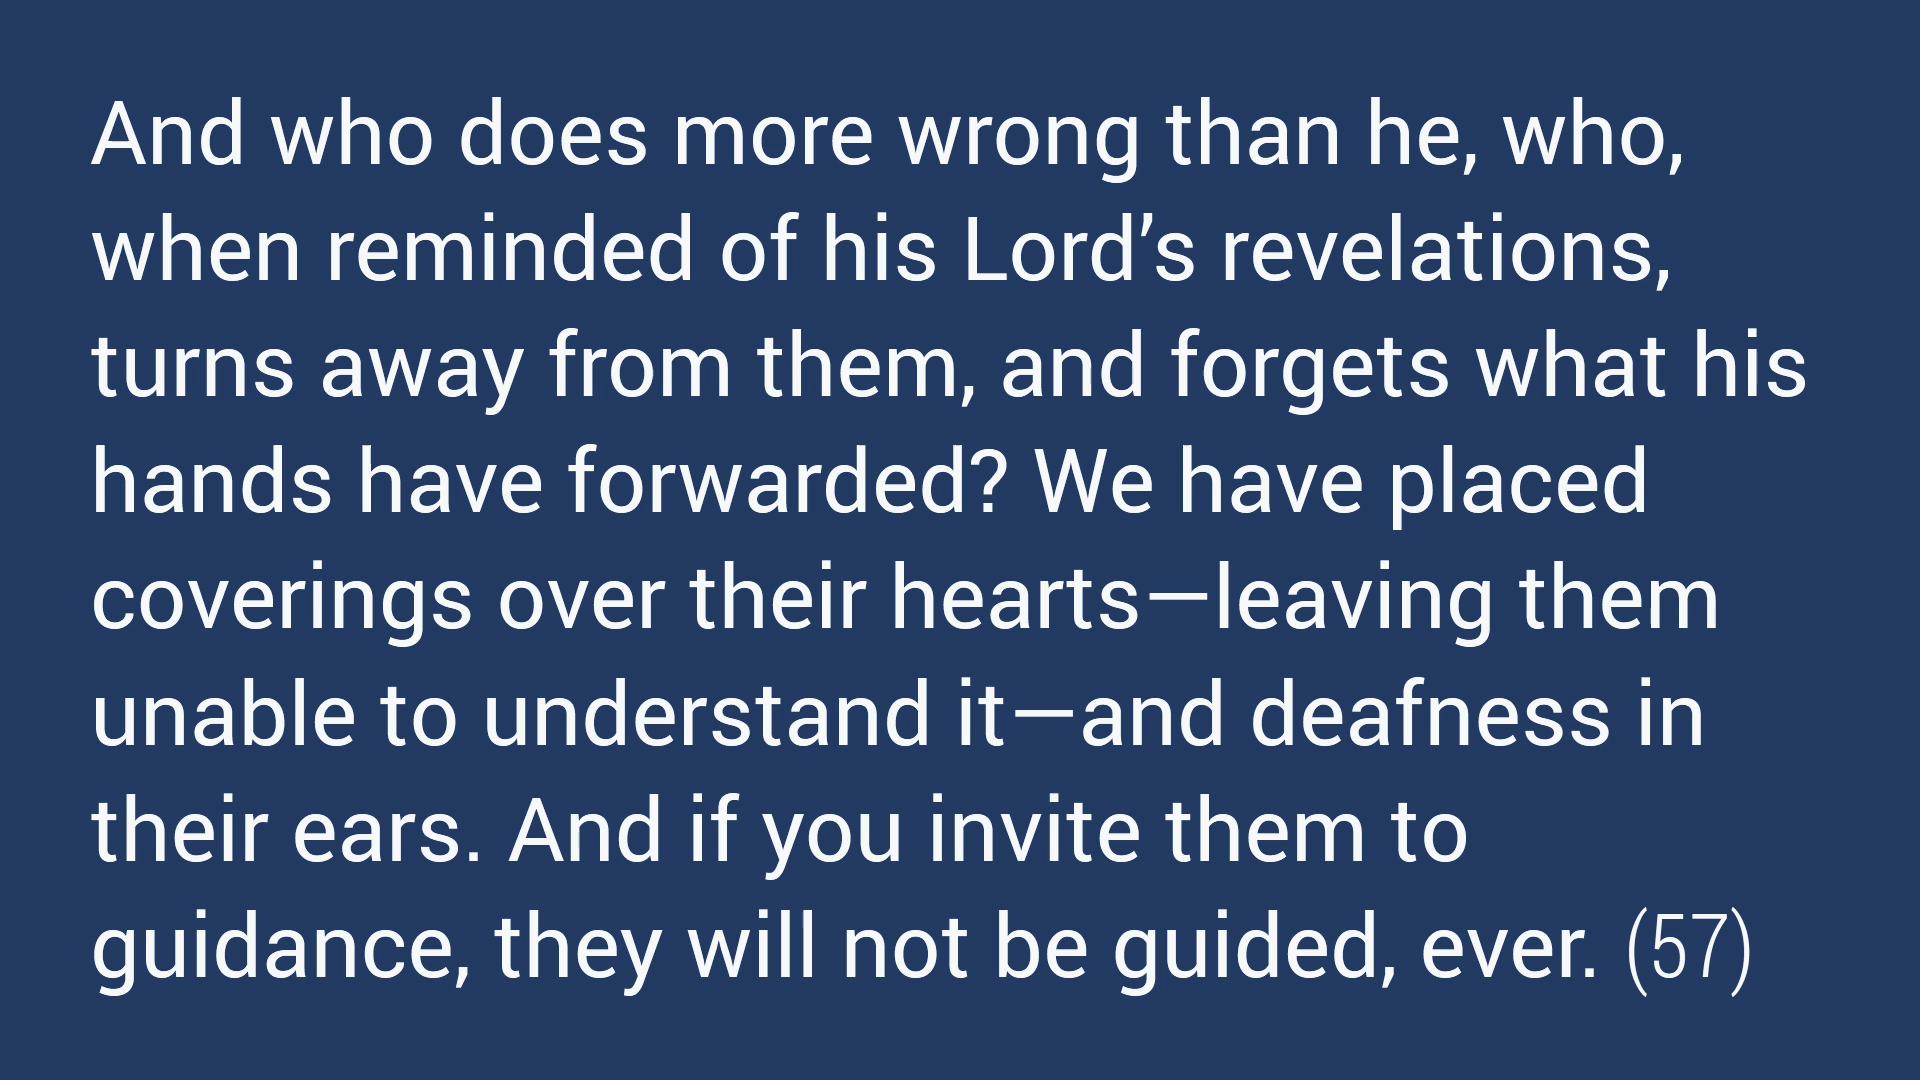 And who does more wrong than he, who,
when reminded of his Lord’s revelations,
turns away from them, and forgets what his
hands have forwarded? We have placed
coverings over their hearts—leaving them
unable to understand it—and deafness in
their ears. And if you invite them to
guidance, they will not be guided, ever. (57)